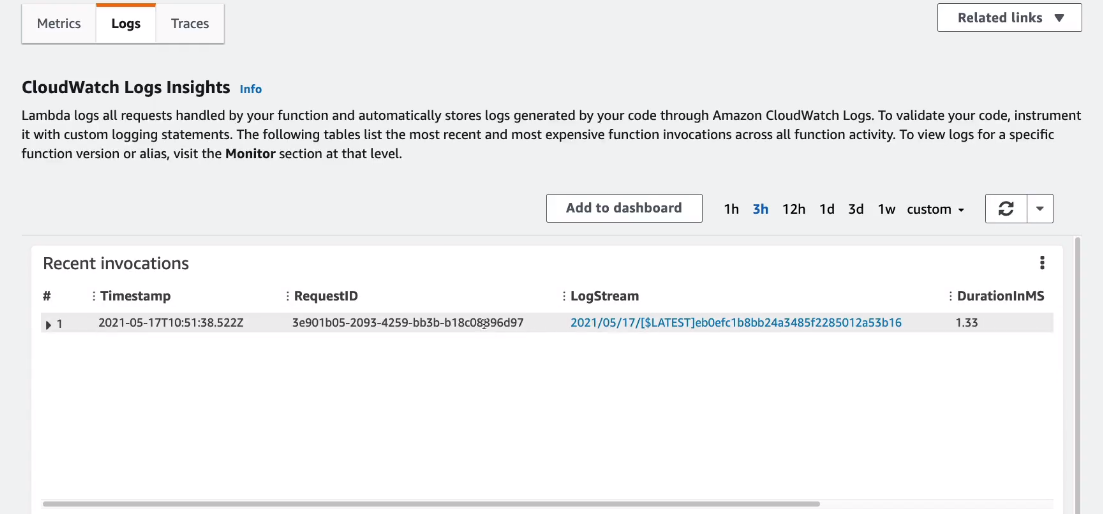 Metrics
Logs
Traces
Related links
CloudWatch Logs Insights Info
Lambda logs all requests handled by your function and automatically stores logs generated by your code through Amazon CloudWatch Logs. To validate your code, instrument
it with custom logging statements. The following tables list the most recent and most expensive function invocations across all function activity. To view logs for a specific
function version or alias, visit the Monitor section at that level.
Add to dashboard 1h 3h 12h 1d 3d 1w custom
Recent invocations
# Timestamp RequestID LogStream DurationInMS
1 2021-05-17T10:51:38.522Z 3e901b05-2093-4259-bb3b-b18c08896d97 2021/05/17/[$LATEST]eb0efc1b8bb24a3485f2285012a53b16 1.33